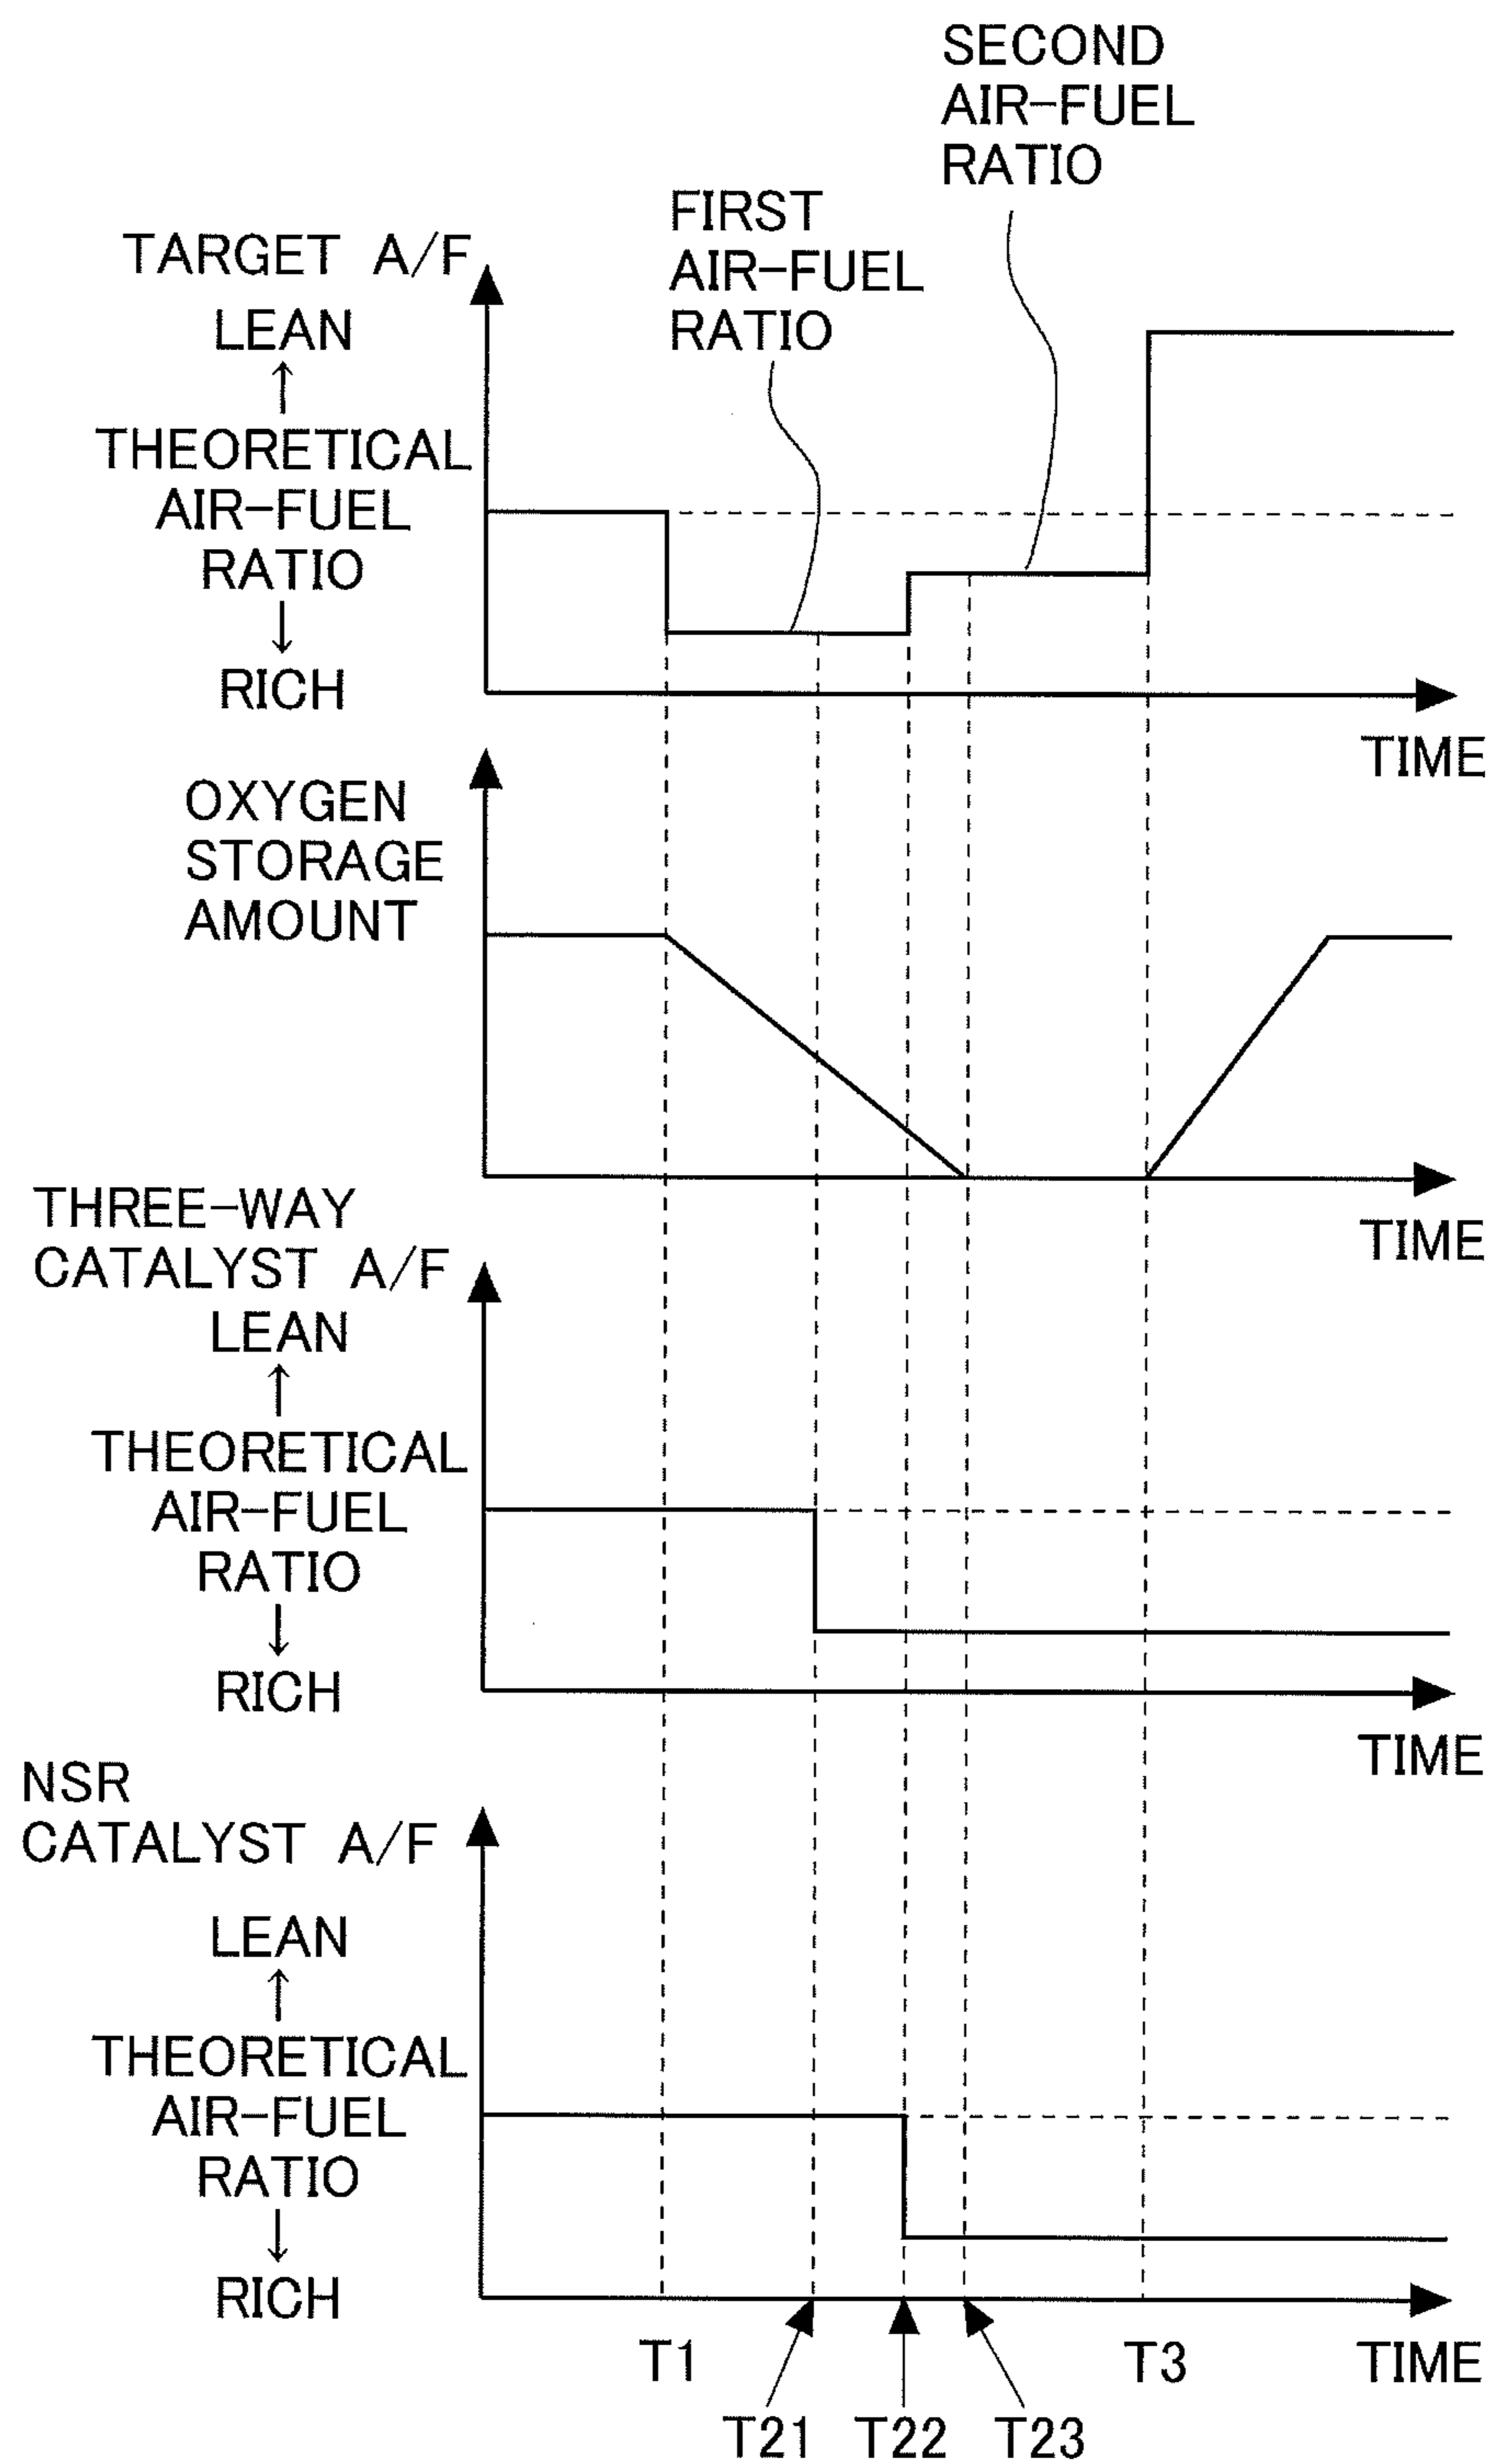 SECOND
AIR-FUEL
RATIO
FIRST
AIR-FUEL
RATIO
TARGET A/F
LEAN
↑
THEORETICAL
AIR-FUEL
RATIO
↓
RICH
TIME
OXYGEN
STORAGE
AMOUNT
TIME
THREE-WAY
CATALYST A/F
LEAN
↑
THEORETICAL
AIR-FUEL
RATIO
↓
RICH
TIME
NSR
CATALYST A/F
LEAN
↑
THEORETICAL
AIR-FUEL
RATIO
↓
RICH
T1 T3 TIME
T21 T22 T23